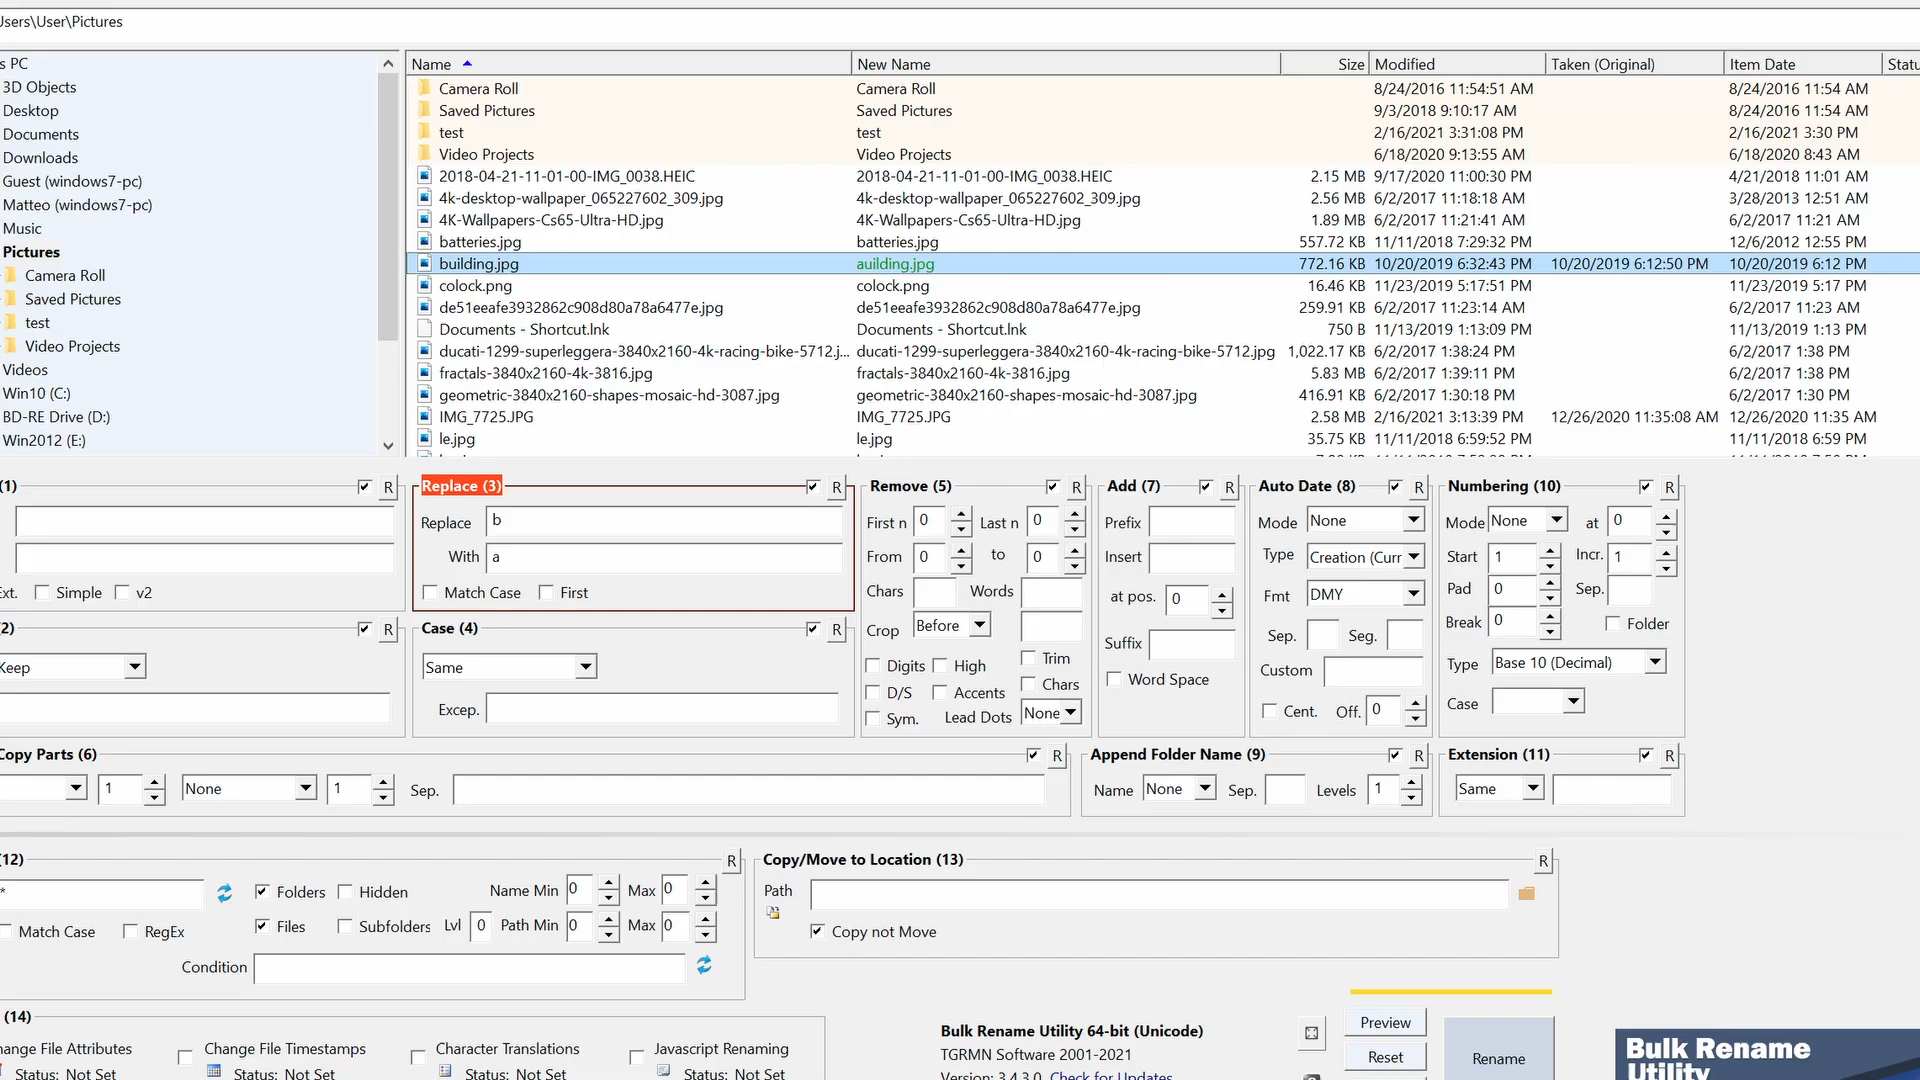 Users\User\Pictures
s PC
3D Objects
Desktop
Documents
Downloads
Guest (windows7-pc)
Matteo (windows7-pc)
Music
Pictures
Camera Roll
Saved Pictures
test
Video Projects
Videos
Win10 (C:)
BD-RE Drive (D:)
Win2012 (E:)
Name New Name Size Modified Taken (Original) Item Date Statu
Camera Roll Camera Roll 8/24/2016 11:54:51 AM 8/24/2016 11:54 AM
Saved Pictures Saved Pictures 9/3/2018 9:10:17 AM 8/24/2016 11:54 AM
test test 2/16/2021 3:31:08 PM 2/16/2021 3:30 PM
Video Projects Video Projects 6/18/2020 9:13:55 AM 6/18/2020 8:43 AM
2018-04-21-11-01-00-IMG_0038.HEIC 2018-04-21-11-01-00-IMG_0038.HEIC 2.15 MB 9/17/2020 11:00:30 PM 4/21/2018 11:01 AM
4k-desktop-wallpaper_065227602_309.jpg 4k-desktop-wallpaper_065227602_309.jpg 2.56 MB 6/2/2017 11:18:18 AM 3/28/2013 12:51 AM
4K-Wallpapers-Cs65-Ultra-HD.jpg 4K-Wallpapers-Cs65-Ultra-HD.jpg 1.89 MB 6/2/2017 11:21:41 AM 6/2/2017 11:21 AM
batteries.jpg batteries.jpg 557.72 KB 11/11/2018 7:29:32 PM 12/6/2012 12:55 PM
building.jpg auilding.jpg 772.16 KB 10/20/2019 6:32:43 PM 10/20/2019 6:12:50 PM 10/20/2019 6:12 PM
colock.png colock.png 16.46 KB 11/23/2019 5:17:51 PM 11/23/2019 5:17 PM
de51eeafe3932862c908d80a78a6477e.jpg de51eeafe3932862c908d80a78a6477e.jpg 259.91 KB 6/2/2017 11:23:14 AM 6/2/2017 11:23 AM
Documents - Shortcut.lnk Documents - Shortcut.lnk 750 B 11/13/2019 1:13:09 PM 11/13/2019 1:13 PM
ducati-1299-superleggera-3840x2160-4k-racing-bike-5712.j... ducati-1299-superleggera-3840x2160-4k-racing-bike-5712.jpg 1,022.17 KB 6/2/2017 1:38:24 PM 6/2/2017 1:38 PM
fractals-3840x2160-4k-3816.jpg fractals-3840x2160-4k-3816.jpg 5.83 MB 6/2/2017 1:39:11 PM 6/2/2017 1:38 PM
geometric-3840x2160-shapes-mosaic-hd-3087.jpg geometric-3840x2160-shapes-mosaic-hd-3087.jpg 416.91 KB 6/2/2017 1:30:18 PM 6/2/2017 1:30 PM
IMG_7725.JPG IMG_7725.JPG 2.58 MB 2/16/2021 3:13:39 PM 12/26/2020 11:35:08 AM 12/26/2020 11:35 AM
le.jpg le.jpg 35.75 KB 11/11/2018 6:59:52 PM 11/11/2018 6:59 PM
(1) R
Ext. Simple v2
Replace (3) R
Replace b
With a
Match Case First
(2) R
Keep
Case (4) R
Same
Excep.
Remove (5) R
First n 0 Last n 0
From 0 to 0
Chars Words
Crop Before
Digits High Trim
D/S Accents Chars
Sym. Lead Dots None
Add (7) R
Prefix
Insert
at pos. 0
Suffix
Word Space
Auto Date (8) R
Mode None
Type Creation (Curr
Fmt DMY
Sep. Seg.
Custom
Cent. Off. 0
Numbering (10) R
Mode None at 0
Start 1 Incr. 1
Pad 0 Sep.
Break 0 Folder
Type Base 10 (Decimal)
Case
Copy Parts (6) R
1 None 1 Sep.
Append Folder Name (9) R
Name None Sep. Levels 1
Extension (11) R
Same
(12) R
* Folders Hidden Name Min 0 Max 0
Match Case RegEx Files Subfolders Lvl 0 Path Min 0 Max 0
Condition
Copy/Move to Location (13) R
Path
Copy not Move
(14)
hange File Attributes Change File Timestamps Character Translations Javascript Renaming
Status: Not Set Status: Not Set Status: Not Set Status: Not Set
Bulk Rename Utility 64-bit (Unicode)
TGRMN Software 2001-2021
Version: 3.4.3.0 Check for Updates
Preview
Reset
Rename
Bulk Rename
Utility